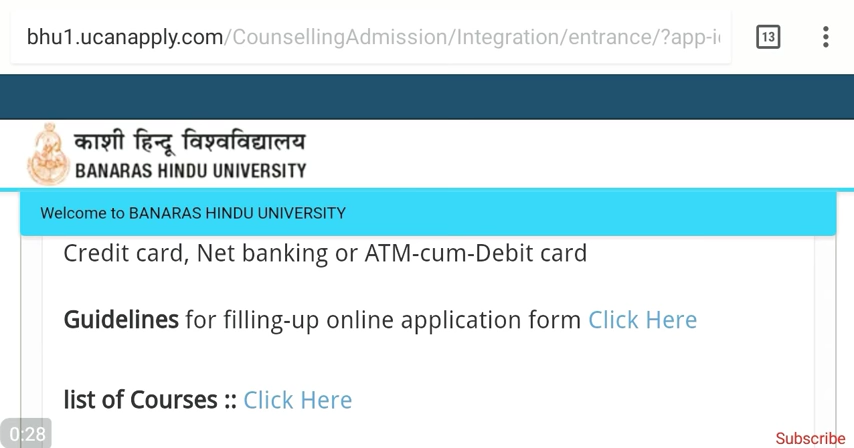 bhu1.ucanapply.com/CounsellingAdmission/Integration/entrance/?app-i
13
काशी हिन्दू विश्वविद्यालय
BANARAS HINDU UNIVERSITY
Welcome to BANARAS HINDU UNIVERSITY
Credit card, Net banking or ATM-cum-Debit card
Guidelines for filling-up online application form Click Here
list of Courses :: Click Here
0:28
Subscribe